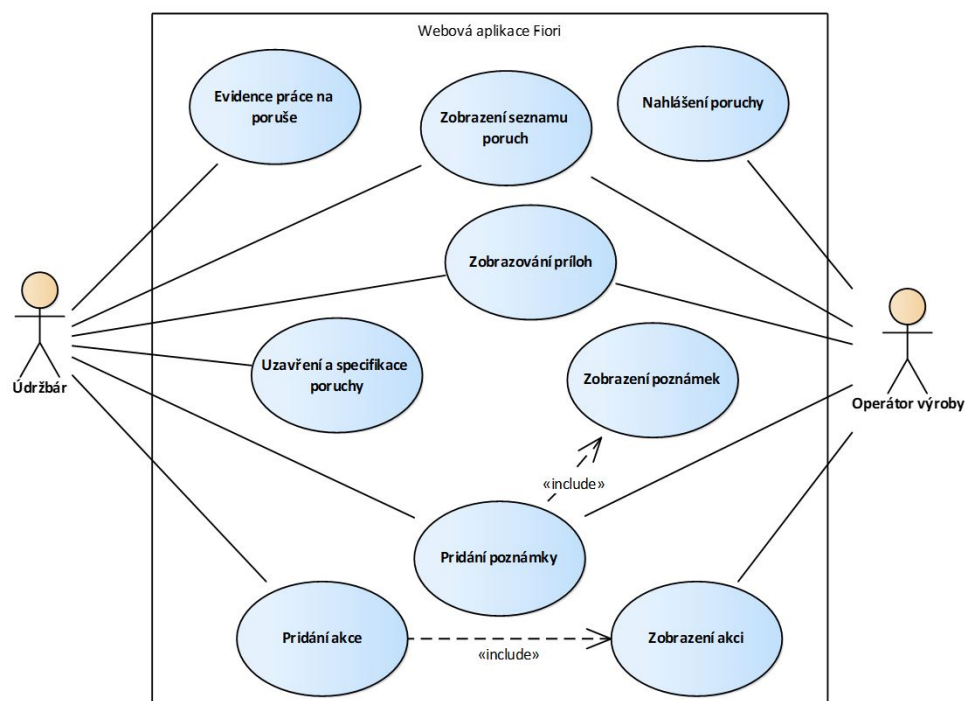 Webová aplikace Fiori
Evidence práce na
poruše
Zobrazení seznamu
poruch
Nahlášení poruchy
Zobrazování príloh
Uzavření a specifikace
poruchy
Zobrazení poznámek
Údržbár
Operátor výroby
«include»
Pridání poznámky
Pridání akce
«include»
Zobrazení akci